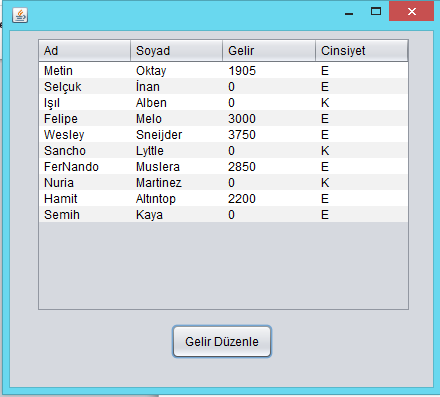 Ad Soyad Gelir Cinsiyet
Metin Oktay 1905 E
Selçuk İnan 0 E
Işıl Alben 0 K
Felipe Melo 3000 E
Wesley Sneijder 3750 E
Sancho Lyttle 0 K
FerNando Muslera 2850 E
Nuria Martinez 0 K
Hamit Altıntop 2200 E
Semih Kaya 0 E
Gelir Düzenle